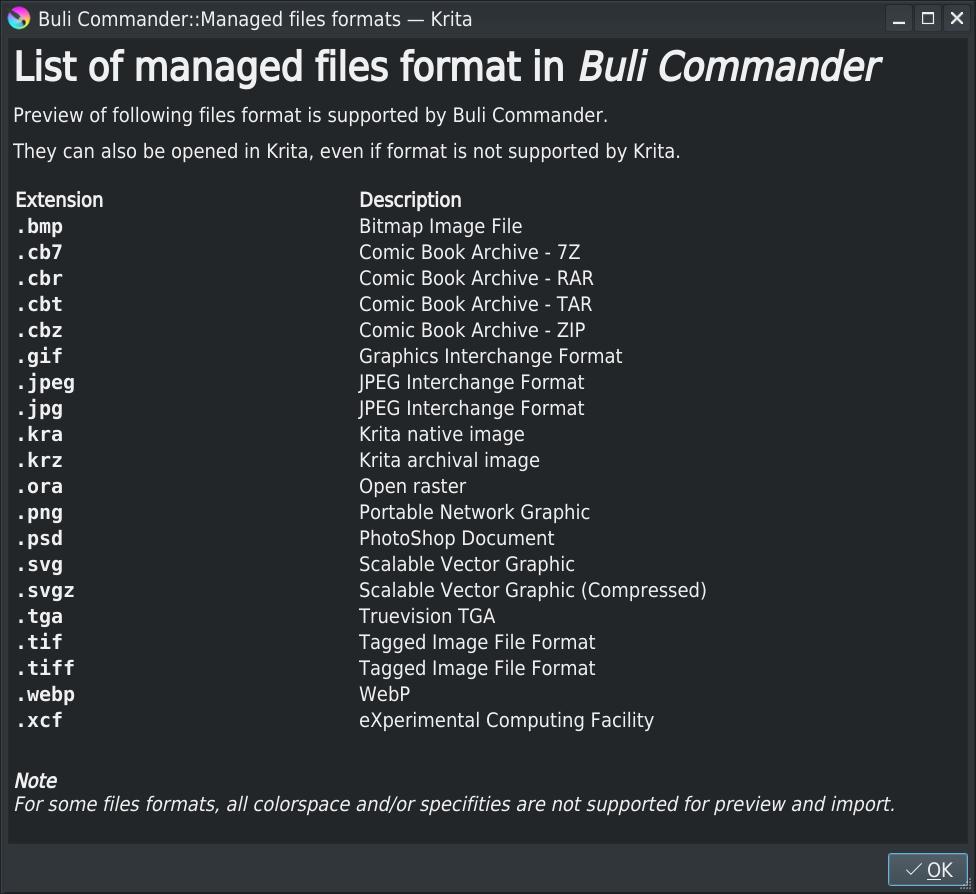 Buli Commander::Managed files formats — Krita
List of managed files format in Buli Commander
Preview of following files format is supported by Buli Commander.
They can also be opened in Krita, even if format is not supported by Krita.
Extension Description
.bmp Bitmap Image File
.cb7 Comic Book Archive - 7Z
.cbr Comic Book Archive - RAR
.cbt Comic Book Archive - TAR
.cbz Comic Book Archive - ZIP
.gif Graphics Interchange Format
.jpeg JPEG Interchange Format
.jpg JPEG Interchange Format
.kra Krita native image
.krz Krita archival image
.ora Open raster
.png Portable Network Graphic
.psd PhotoShop Document
.svg Scalable Vector Graphic
.svgz Scalable Vector Graphic (Compressed)
.tga Truevision TGA
.tif Tagged Image File Format
.tiff Tagged Image File Format
.webp WebP
.xcf eXperimental Computing Facility
Note
For some files formats, all colorspace and/or specifities are not supported for preview and import.
OK